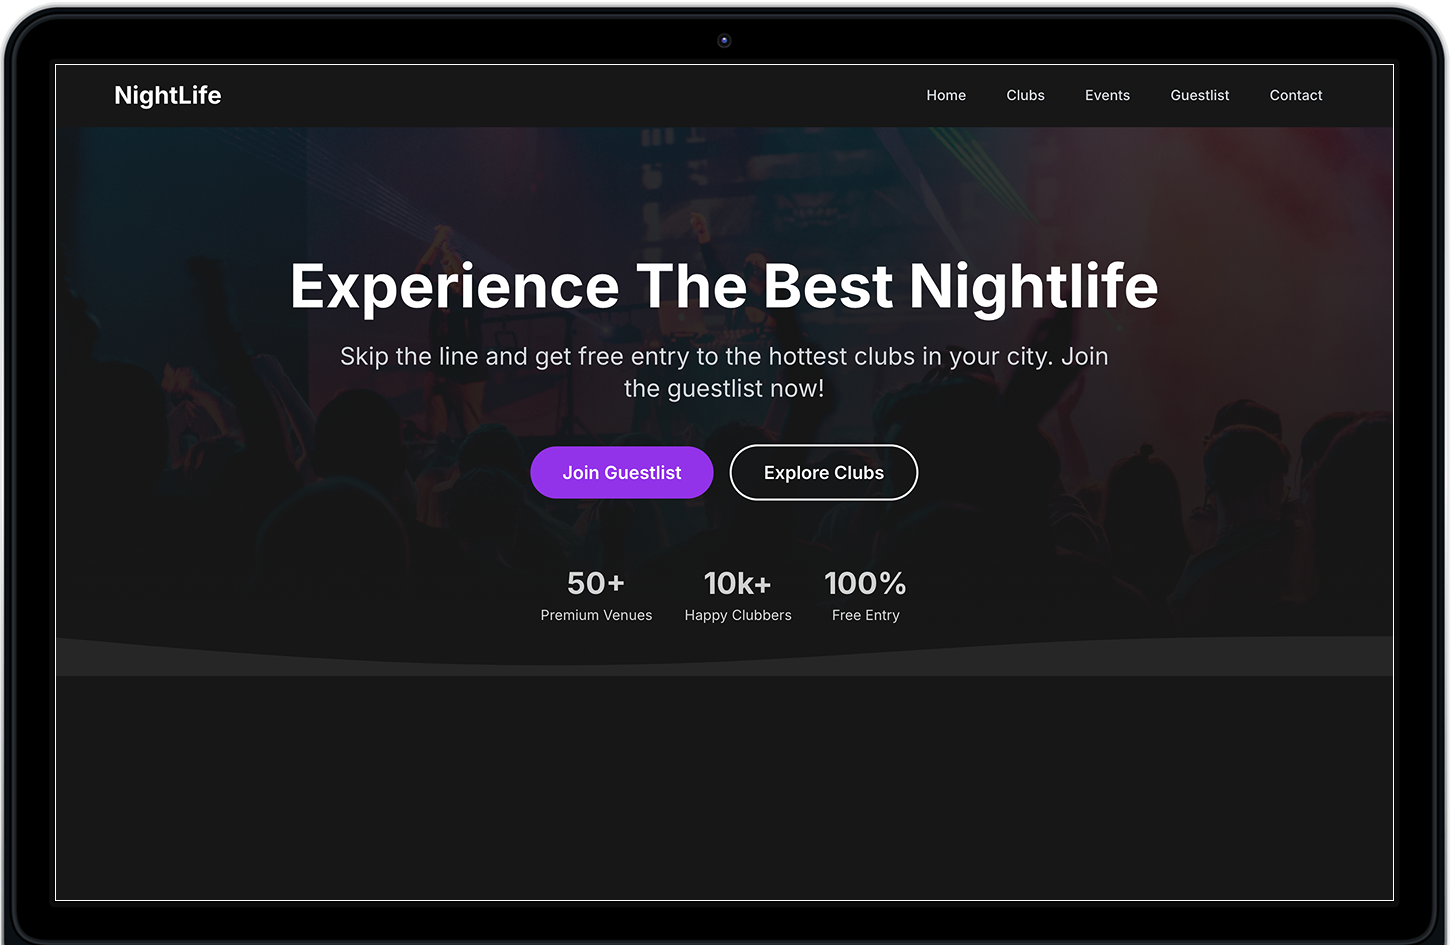 NightLife
Home Clubs Events Guestlist Contact
Experience The Best Nightlife
Skip the line and get free entry to the hottest clubs in your city. Join
the guestlist now!
Join Guestlist Explore Clubs
50+ 10k+ 100%
Premium Venues Happy Clubbers Free Entry